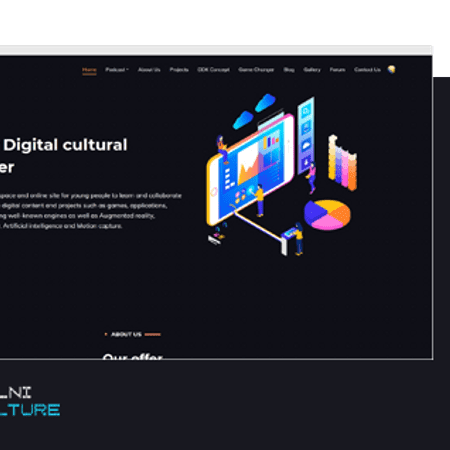 Home Podcast About Us Projects DDK Concept Game Changer Blog Gallery Forum Contact Us
Digital cultural
er
space and online site for young people to learn and collaborate
digital content and projects such as games, applications,
ng well-known engines as well as Augmented reality,
Artificial intelligence and Motion capture.
ABOUT US
Our offer
LNI
LTURE